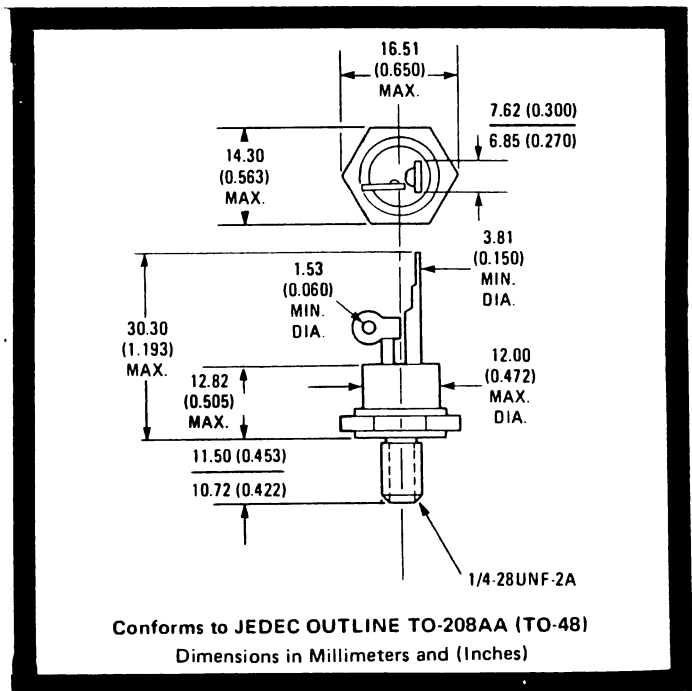 16.51
(0.650)
MAX.
7.62 (0.300)
6.85 (0.270)
14.30
(0.563)
MAX.
3.81
(0.150)
MIN.
DIA.
1.53
(0.060)
MIN.
DIA.
30.30
(1.193)
MAX.
12.82
(0.505)
MAX.
12.00
(0.472)
MAX.
DIA.
11.50 (0.453)
10.72 (0.422)
1/4-28UNF-2A
Conforms to JEDEC OUTLINE TO-208AA (TO-48)
Dimensions in Millimeters and (Inches)